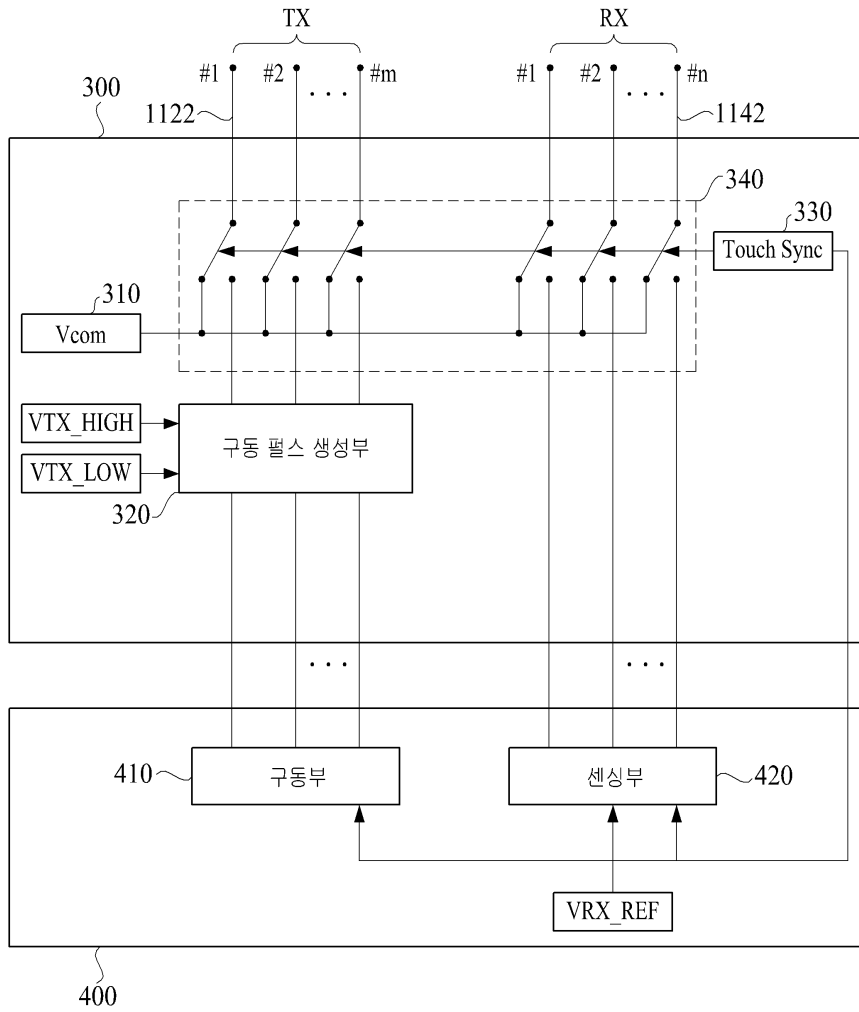 TX RX
#1 #2 ... #m #1 #2 ... #n
300 1122 1142
340
330
Touch Sync
310
Vcom
VTX_HIGH
구동 펄스 생성부
VTX_LOW
320
... ...
410 구동부 센싱부 420
VRX_REF
400